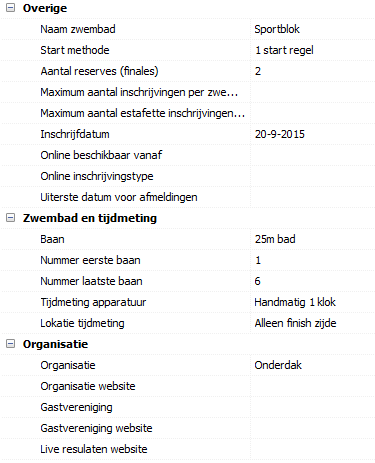 Overige
Naam zwembad Sportblok
Start methode 1 start regel
Aantal reserves (finales) 2
Maximum aantal inschrijvingen per zwe...
Maximum aantal estafette inschrijvingen...
Inschrijfdatum 20-9-2015
Online beschikbaar vanaf
Online inschrijvingstype
Uiterste datum voor afmeldingen
Zwembad en tijdmeting
Baan 25m bad
Nummer eerste baan 1
Nummer laatste baan 6
Tijdmeting apparatuur Handmatig 1 klok
Lokatie tijdmeting Alleen finish zijde
Organisatie
Organisatie Onderdak
Organisatie website
Gastvereniging
Gastvereniging website
Live resulaten website